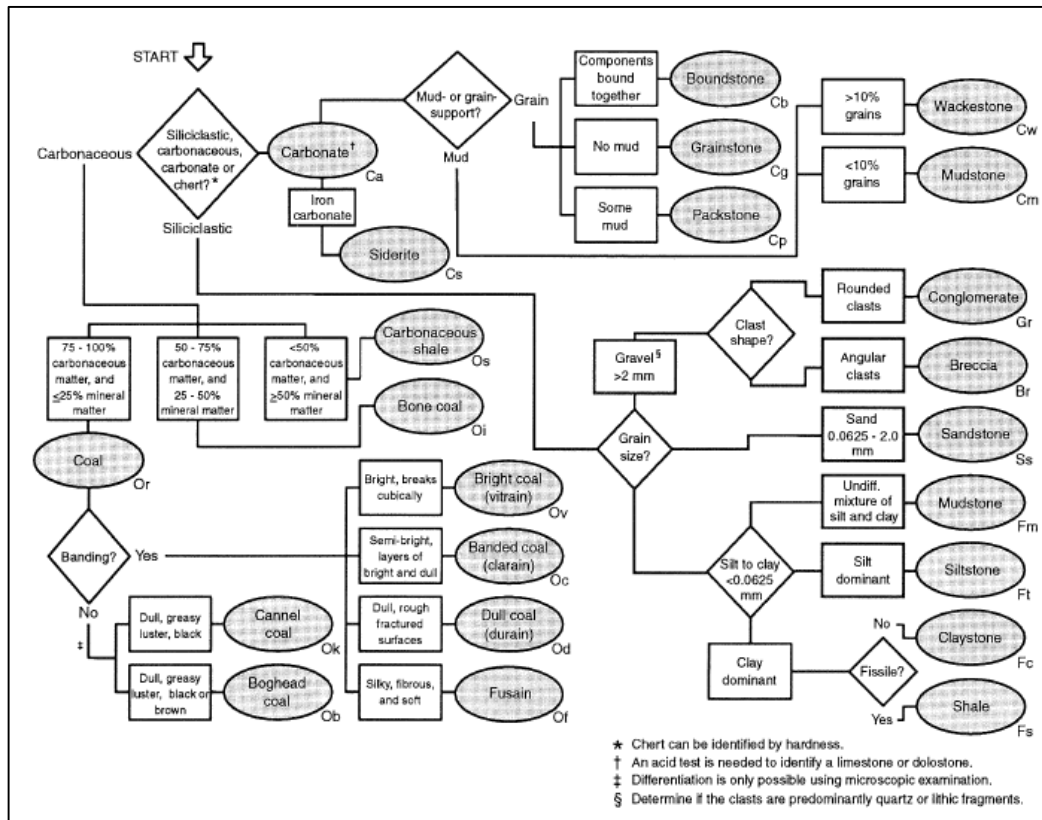 START
Siliciclastic,
carbonaceous,
carbonate or
chert?*
Carbonaceous
Siliciclastic
Carbonate†
Ca
Iron
carbonate
Siderite
Cs
Mud- or grain-
support?
Grain
Mud
Components
bound
together
Boundstone
Cb
No mud
Grainstone
Cg
Some
mud
Packstone
Cp
>10%
grains
Wackestone
Cw
<10%
grains
Mudstone
Cm
75 - 100%
carbonaceous
matter, and
≤25% mineral
matter
50 - 75%
carbonaceous
matter, and
25 - 50%
mineral matter
<50%
carbonaceous
matter, and
≥50% mineral
matter
Carbonaceous
shale
Os
Bone coal
Oi
Coal
Or
Banding?
Yes
No
‡
Dull, greasy
luster, black
Cannel
coal
Ok
Dull, greasy
luster, black or
brown
Boghead
coal
Ob
Bright, breaks
cubically
Bright coal
(vitrain)
Ov
Semi-bright,
layers of
bright and dull
Banded coal
(clarain)
Oc
Dull, rough
fractured
surfaces
Dull coal
(durain)
Od
Silky, fibrous,
and soft
Fusain
Of
Grain
size?
Gravel§
>2 mm
Clast
shape?
Rounded
clasts
Conglomerate
Gr
Angular
clasts
Breccia
Br
Sand
0.0625 - 2.0
mm
Sandstone
Ss
Silt to clay
<0.0625
mm
Undiff.
mixture of
silt and clay
Mudstone
Fm
Silt
dominant
Siltstone
Ft
Clay
dominant
Fissile?
No
Claystone
Fc
Yes
Shale
Fs
* Chert can be identified by hardness.
† An acid test is needed to identify a limestone or dolostone.
‡ Differentiation is only possible using microscopic examination.
§ Determine if the clasts are predominantly quartz or lithic fragments.